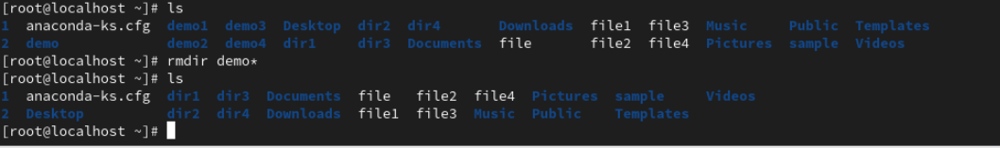 [root@localhost ~]# ls
1  anaconda-ks.cfg  demo1  demo3  Desktop  dir2  dir4       Downloads  file1  file3  Music     Public  Templates
2  demo             demo2  demo4  dir1     dir3  Documents  file       file2  file4  Pictures  sample  Videos
[root@localhost ~]# rmdir demo*
[root@localhost ~]# ls
1  anaconda-ks.cfg  dir1  dir3  Documents  file   file2  file4  Pictures  sample     Videos
2  Desktop          dir2  dir4  Downloads  file1  file3  Music  Public    Templates
[root@localhost ~]#